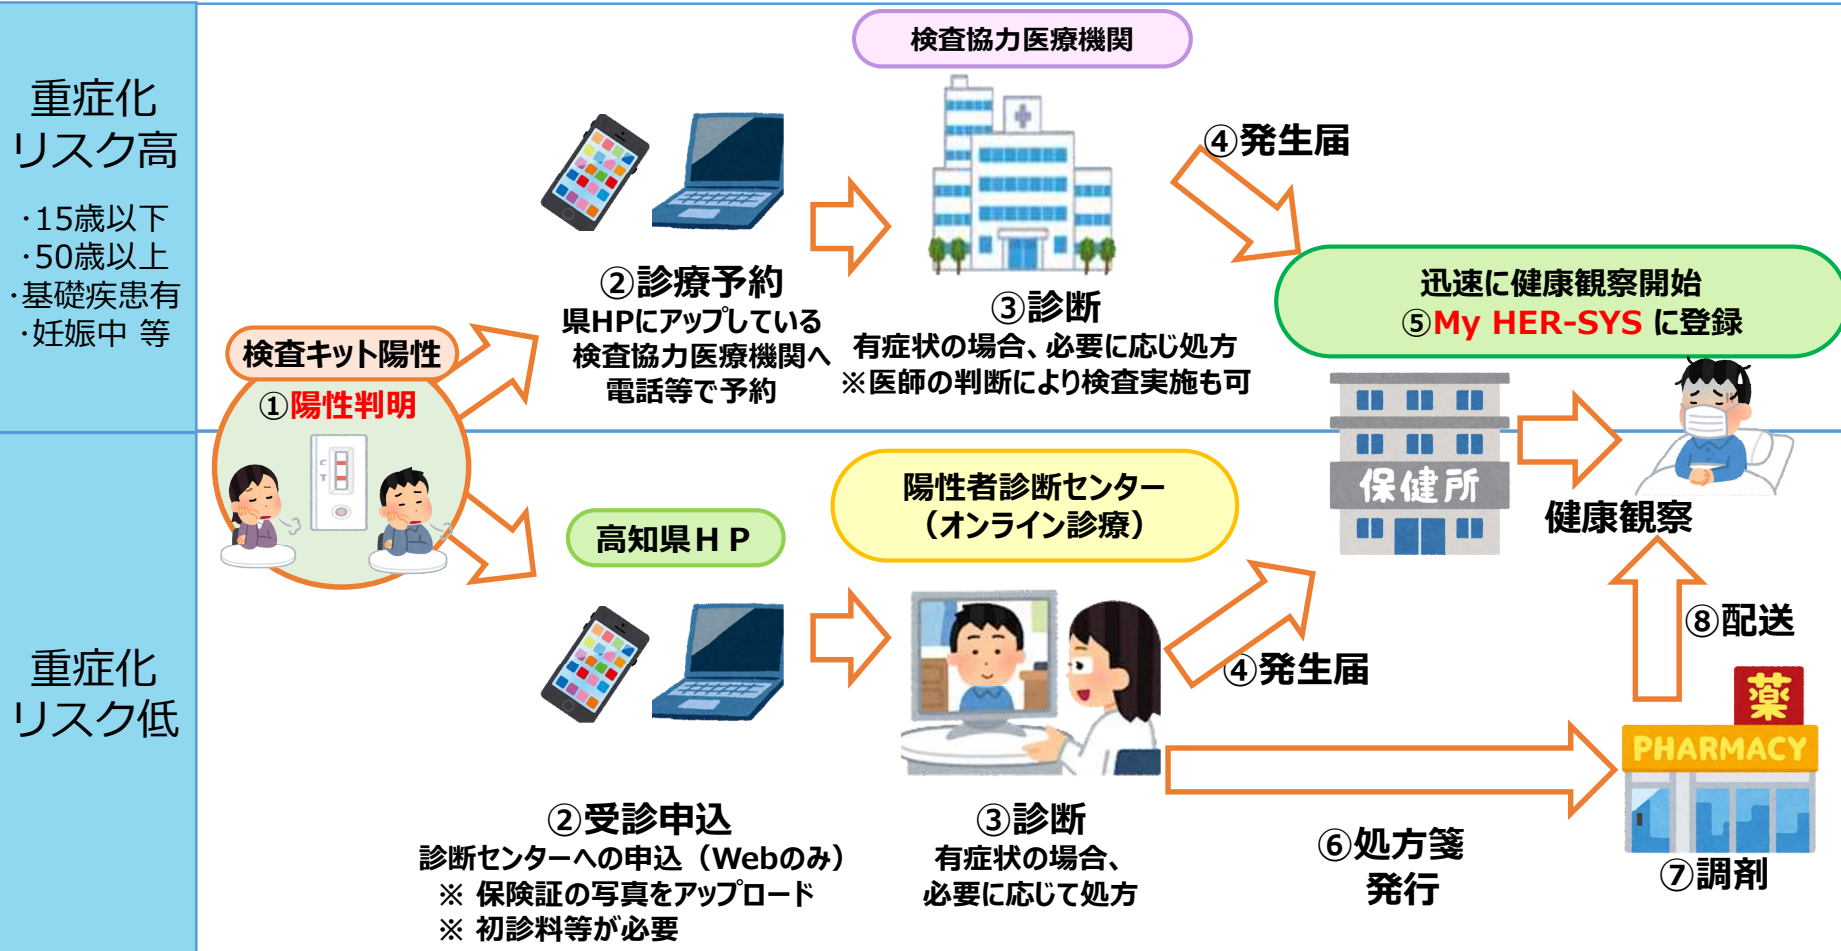 重症化
リスク高
・15歳以下
・50歳以上
・基礎疾患有
・妊娠中 等
検査キット陽性
①陽性判明
C
T
②診療予約
県HPにアップしている
検査協力医療機関へ
電話等で予約
検査協力医療機関
③診断
有症状の場合、必要に応じ処方
※医師の判断により検査実施も可
④発生届
迅速に健康観察開始
⑤My HER-SYS に登録
保健所
健康観察
重症化
リスク低
高知県HP
②受診申込
診断センターへの申込（Webのみ）
※ 保険証の写真をアップロード
※ 初診料等が必要
陽性者診断センター
（オンライン診療）
③診断
有症状の場合、
必要に応じて処方
④発生届
⑥処方箋
発行
薬
PHARMACY
⑦調剤
⑧配送